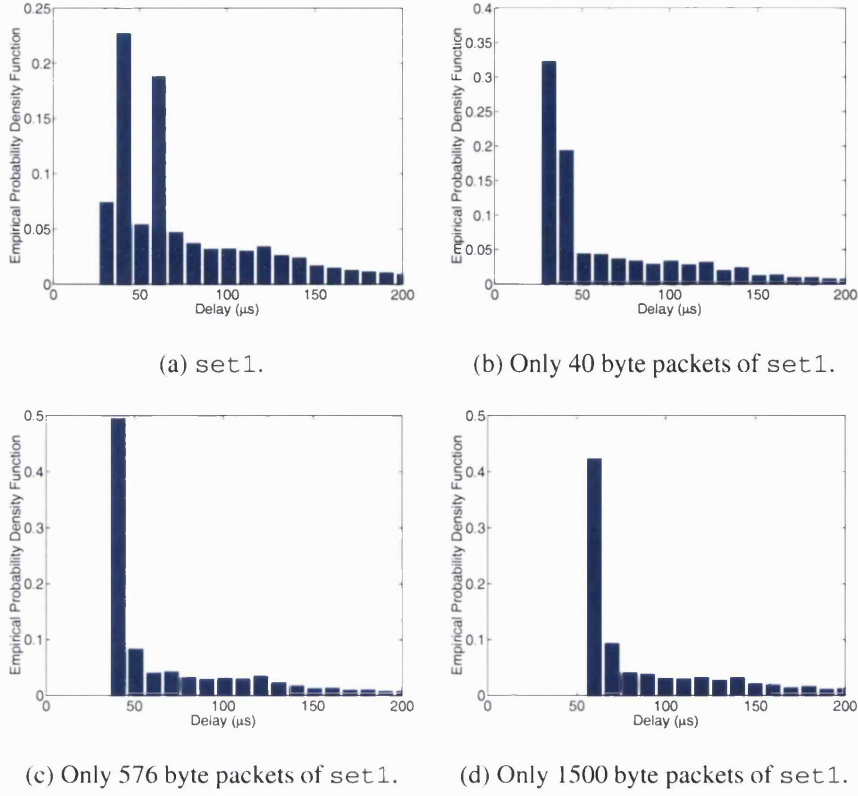 Empirical Probability Density Function
0.25
0.2
0.15
0.1
0.05
0
0 50 100 150 200
Delay (µs)
(a) set1.
Empirical Probability Density Function
0.4
0.35
0.3
0.25
0.2
0.15
0.1
0.05
0
0 50 100 150 200
Delay (µs)
(b) Only 40 byte packets of set1.
Empirical Probability Density Function
0.5
0.4
0.3
0.2
0.1
0
0 50 100 150 200
Delay (µs)
(c) Only 576 byte packets of set1.
Empirical Probability Density Function
0.5
0.4
0.3
0.2
0.1
0
0 50 100 150 200
Delay (µs)
(d) Only 1500 byte packets of set1.